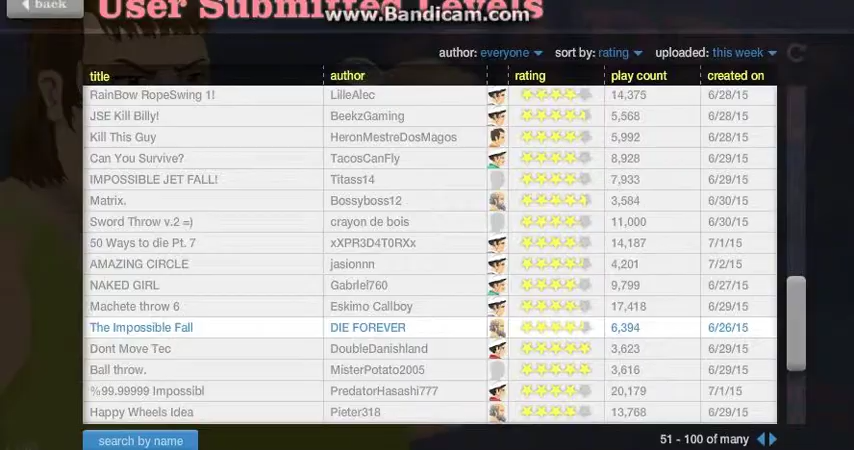 back
User Submitted Levels
www.Bandicam.com
author: everyone sort by: rating uploaded: this week
title author rating play count created on
RainBow RopeSwing 1! LilleAlec 14,375 6/28/15
JSE Kill Billy! BeekzGaming 5,568 6/28/15
Kill This Guy HeronMestreDosMagos 5,992 6/28/15
Can You Survive? TacosCanFly 8,928 6/29/15
IMPOSSIBLE JET FALL! Titass14 7,933 6/29/15
Matrix. Bossyboss12 3,584 6/30/15
Sword Throw v.2 =) crayon de bois 11,000 6/30/15
50 Ways to die Pt. 7 xXPR3D4T0RXx 14,187 7/1/15
AMAZING CIRCLE jasionnn 4,201 7/2/15
NAKED GIRL Gabrlel760 9,799 6/27/15
Machete throw 6 Eskimo Callboy 17,418 6/29/15
The Impossible Fall DIE FOREVER 6,394 6/26/15
Dont Move Tec DoubleDanishland 3,623 6/29/15
Ball throw. MisterPotato2005 3,616 6/29/15
%99.99999 Impossibl PredatorHasashi777 20,179 7/1/15
Happy Wheels Idea Pieter318 13,768 6/29/15
search by name 51 - 100 of many